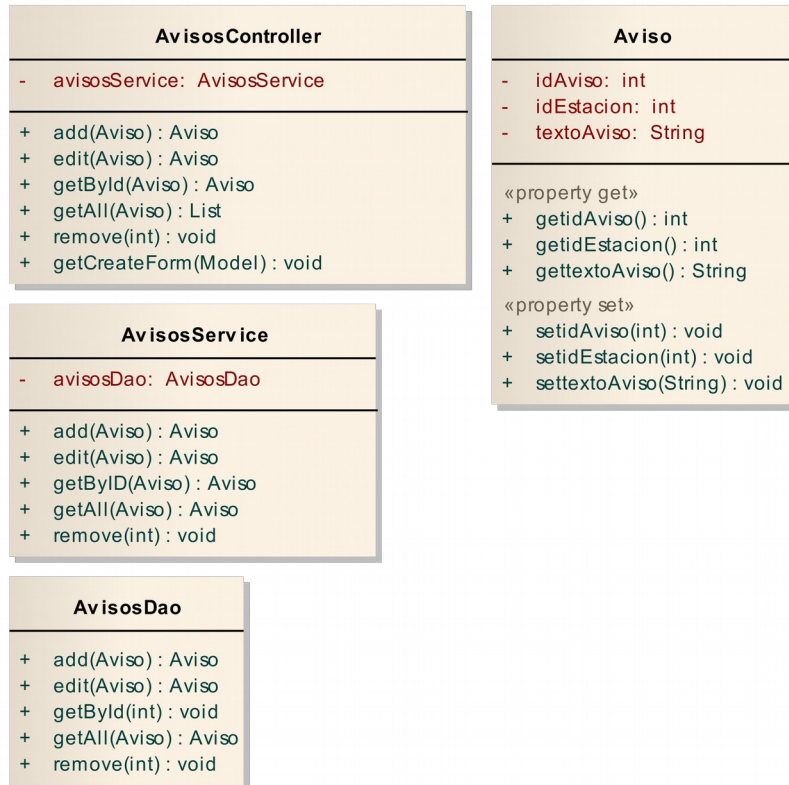 AvisosController
- avisosService: AvisosService
+ add(Aviso) : Aviso
+ edit(Aviso) : Aviso
+ getById(Aviso) : Aviso
+ getAll(Aviso) : List
+ remove(int) : void
+ getCreateForm(Model) : void
Aviso
- idAviso: int
- idEstacion: int
- textoAviso: String
«property get»
+ getidAviso() : int
+ getidEstacion() : int
+ gettextoAviso() : String
«property set»
+ setidAviso(int) : void
+ setidEstacion(int) : void
+ settextoAviso(String) : void
AvisosService
- avisosDao: AvisosDao
+ add(Aviso) : Aviso
+ edit(Aviso) : Aviso
+ getByID(Aviso) : Aviso
+ getAll(Aviso) : Aviso
+ remove(int) : void
AvisosDao
+ add(Aviso) : Aviso
+ edit(Aviso) : Aviso
+ getById(int) : void
+ getAll(Aviso) : Aviso
+ remove(int) : void